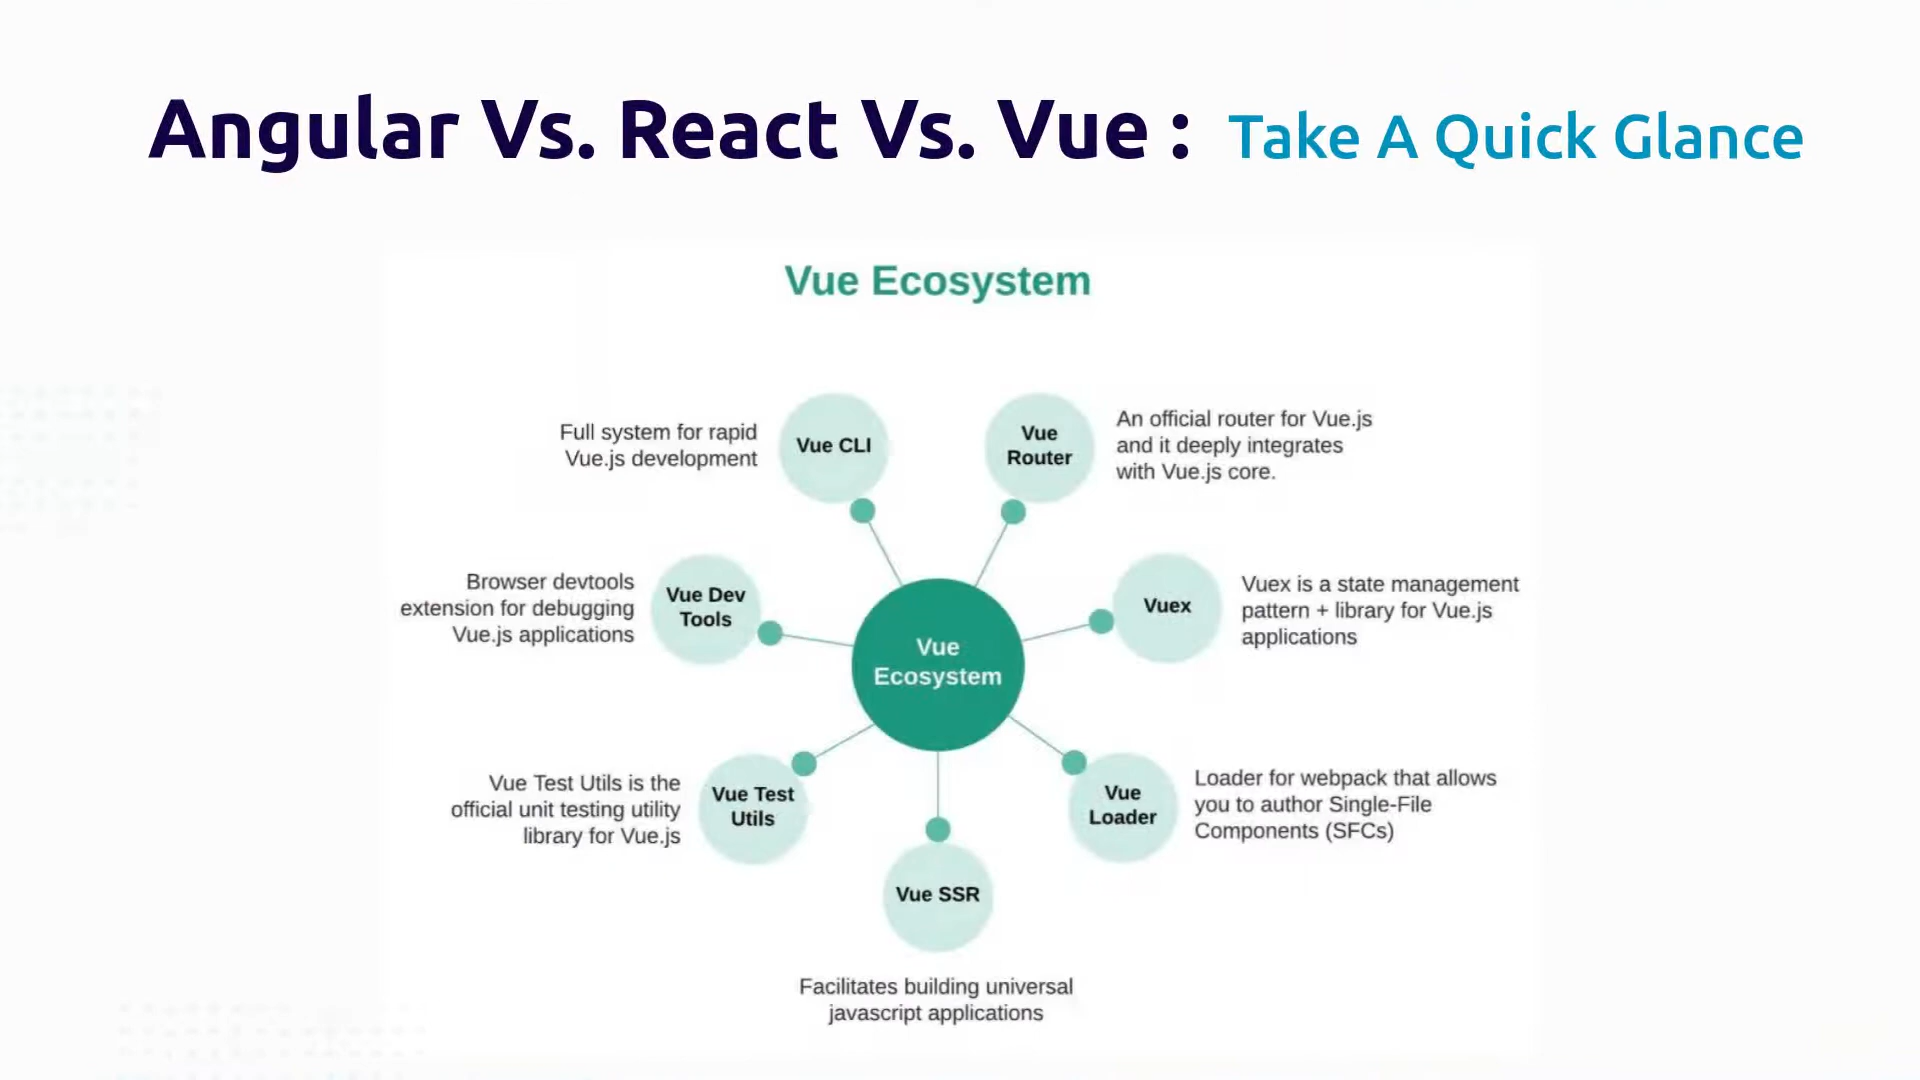 Angular Vs. React Vs. Vue : Take A Quick Glance
Vue Ecosystem
Full system for rapid
Vue.js development
Vue CLI
Vue
Router
An official router for Vue.js
and it deeply integrates
with Vue.js core.
Browser devtools
extension for debugging
Vue.js applications
Vue Dev
Tools
Vue
Ecosystem
Vuex
Vuex is a state management
pattern + library for Vue.js
applications
Vue Test Utils is the
official unit testing utility
library for Vue.js
Vue Test
Utils
Vue
Loader
Loader for webpack that allows
you to author Single-File
Components (SFCs)
Vue SSR
Facilitates building universal
javascript applications